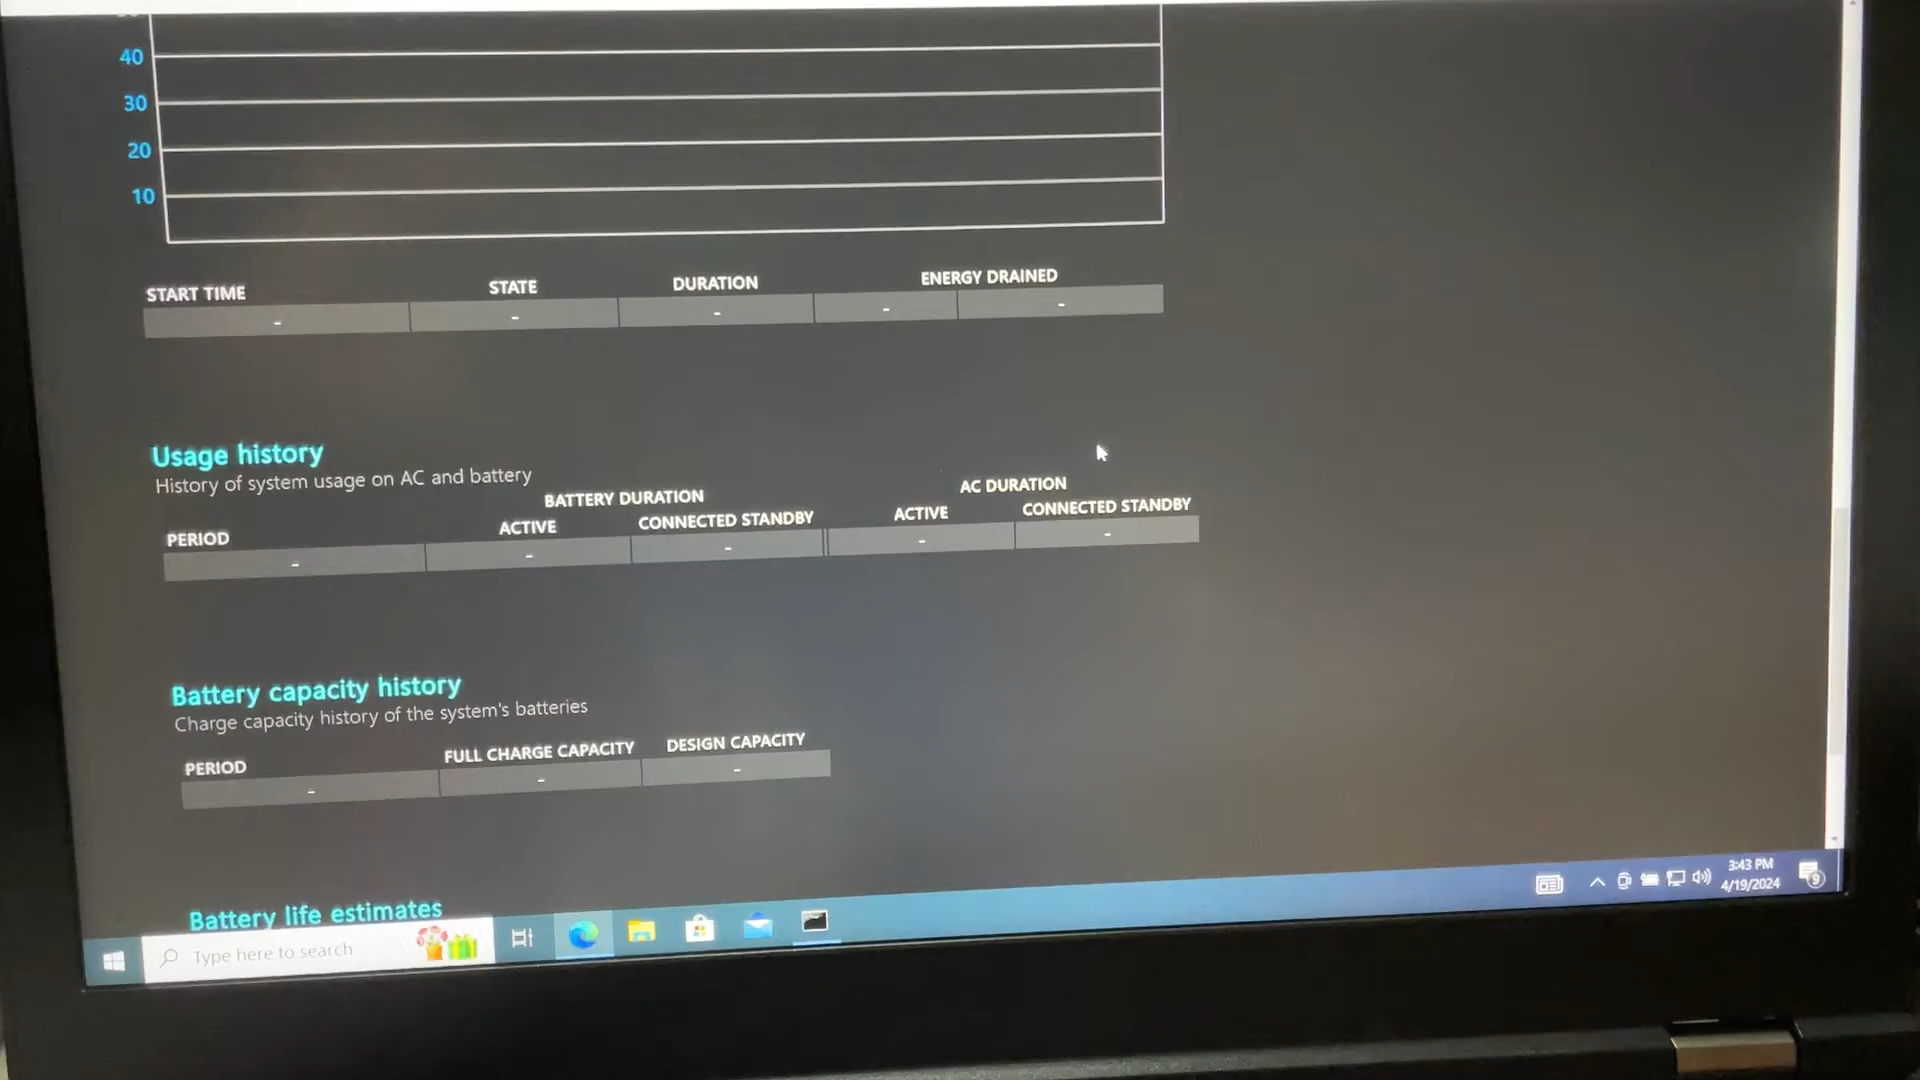 40
30
20
10
START TIME STATE DURATION ENERGY DRAINED
- - - - -
Usage history
History of system usage on AC and battery
BATTERY DURATION AC DURATION
PERIOD ACTIVE CONNECTED STANDBY ACTIVE CONNECTED STANDBY
- - - - -
Battery capacity history
Charge capacity history of the system's batteries
PERIOD FULL CHARGE CAPACITY DESIGN CAPACITY
- - -
Battery life estimates
Type here to search
3:43 PM
4/19/2024
9